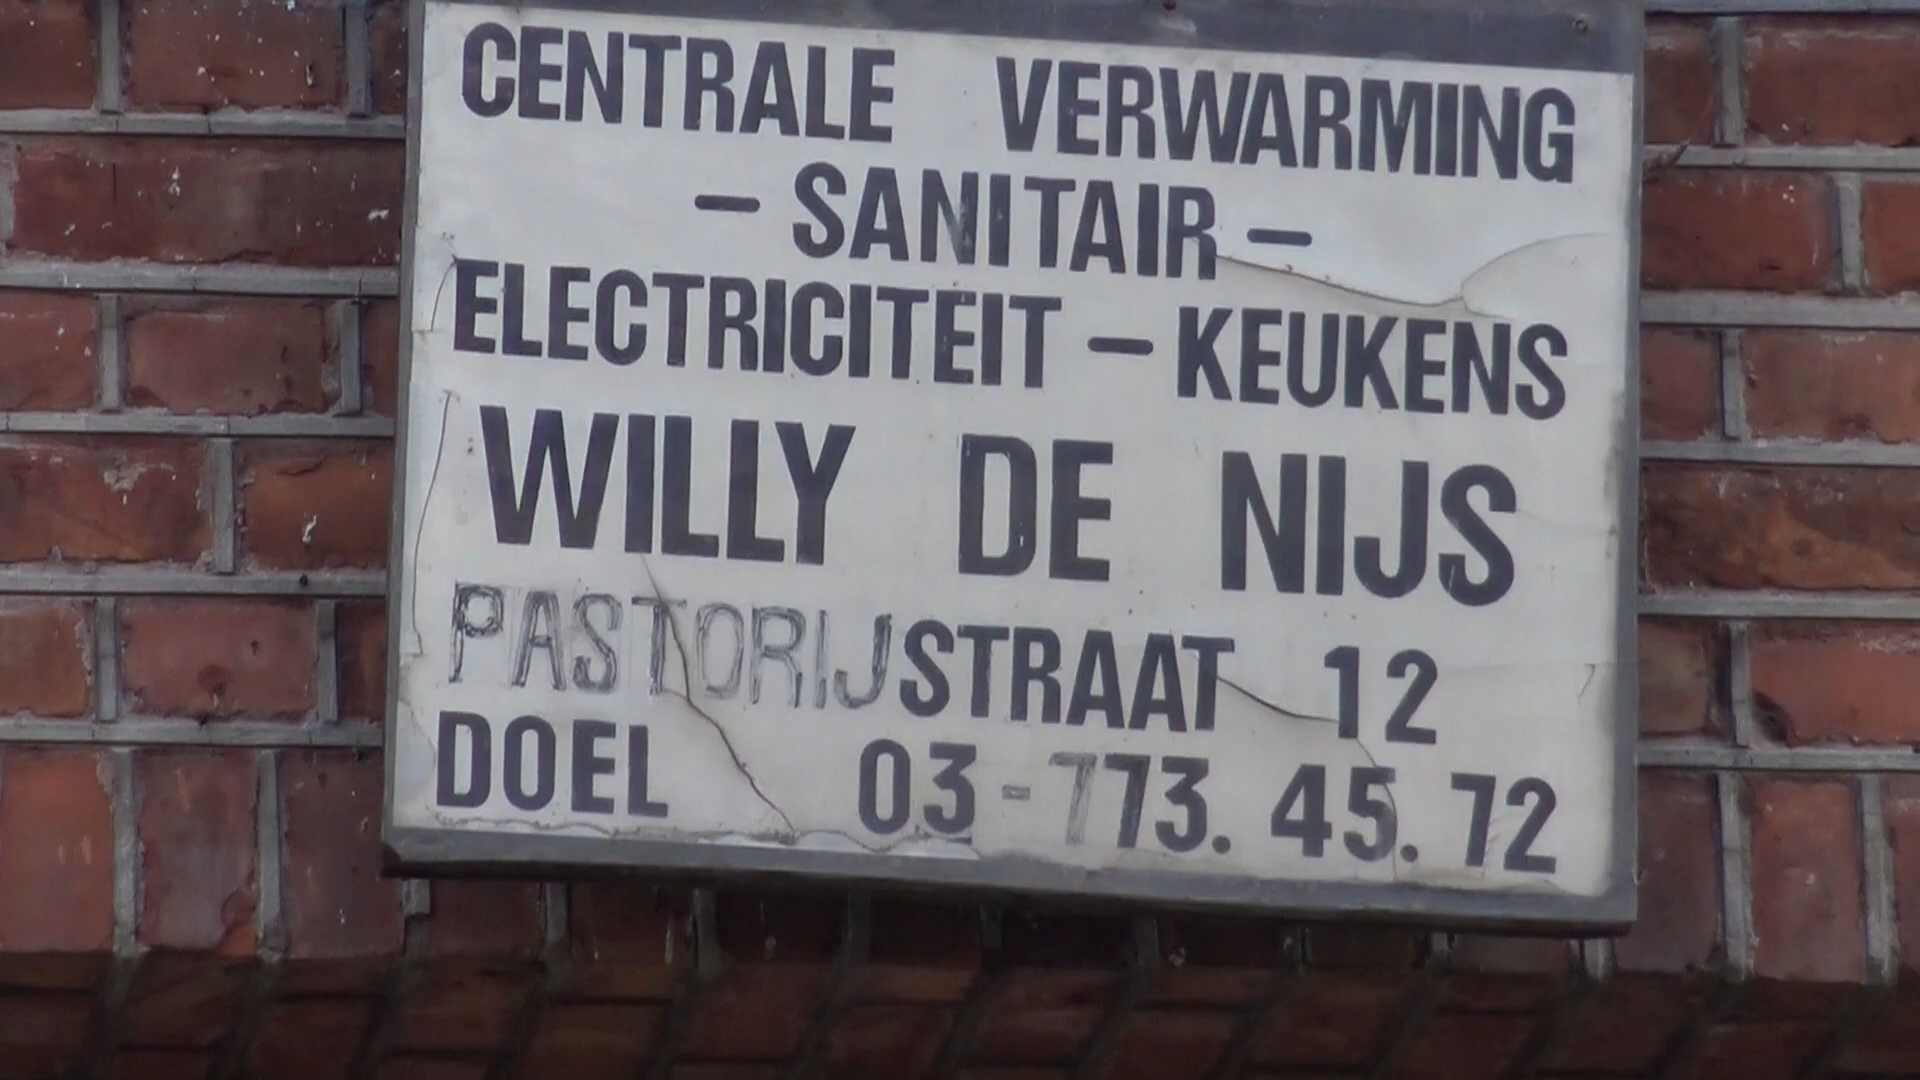 CENTRALE VERWARMING
- SANITAIR -
ELECTRICITEIT - KEUKENS
WILLY DE NIJS
PASTORIJSTRAAT 12
DOEL 03-773.45.72